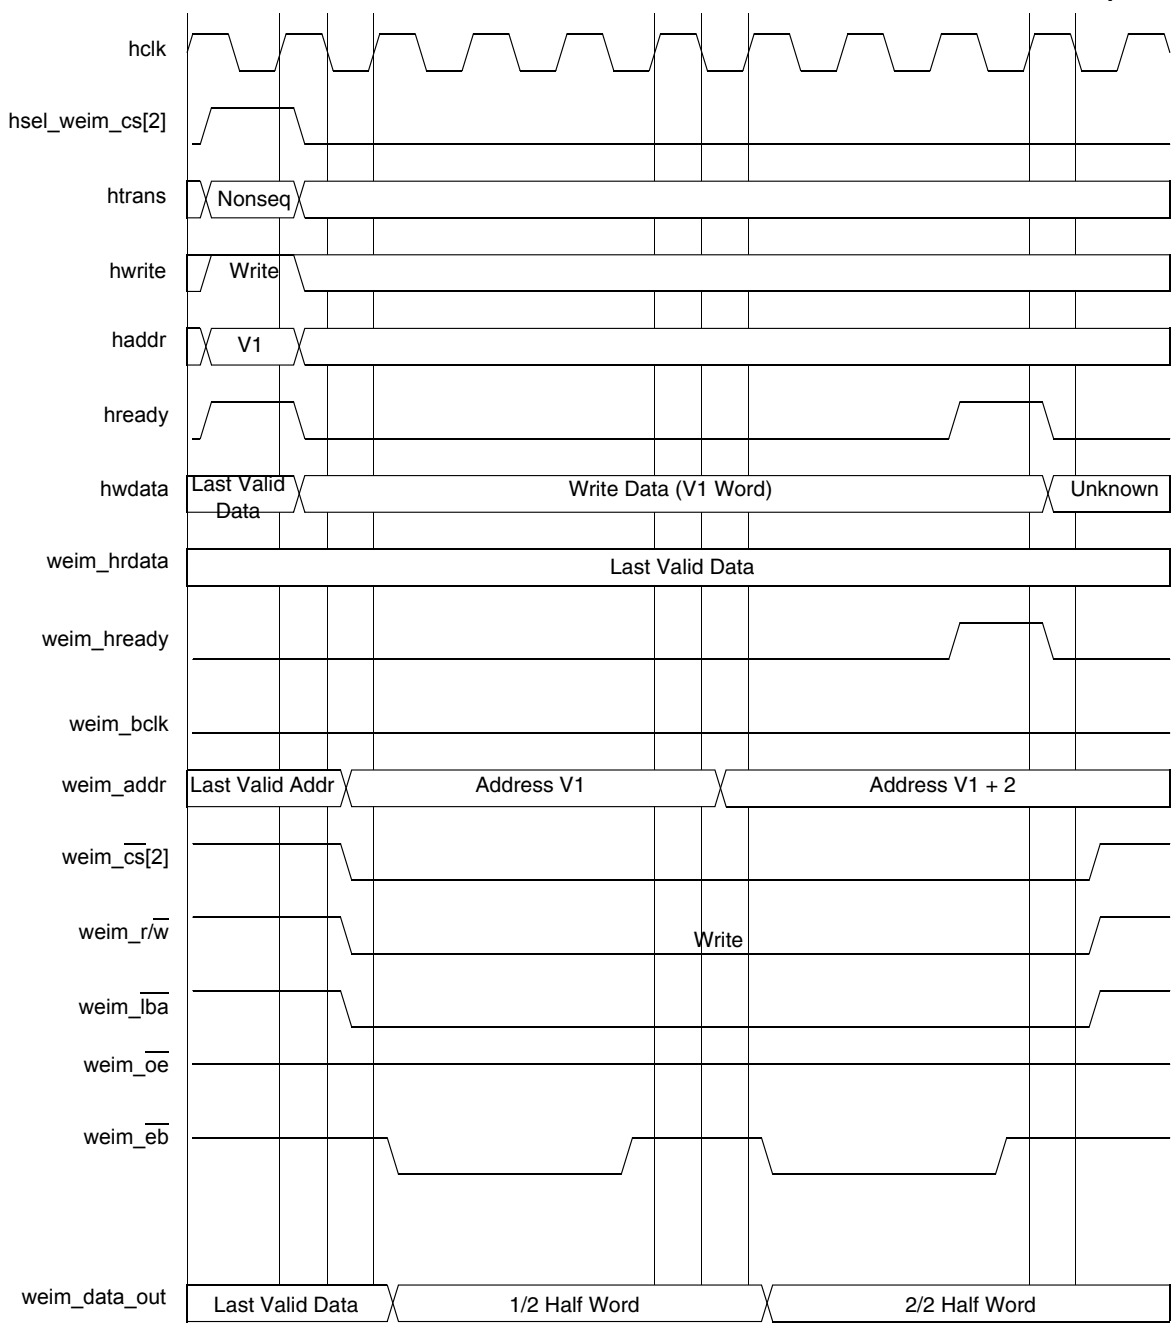 hclk
hsel_weim_cs[2]
htrans
Nonseq
hwrite
Write
haddr
V1
hready
hwdata
Last Valid
Data
Write Data (V1 Word)
Unknown
weim_hrdata
Last Valid Data
weim_hready
weim_bclk
weim_addr
Last Valid Addr
Address V1
Address V1 + 2
weim_cs[2]
weim_r/w
Write
weim_lba
weim_oe
weim_eb
weim_data_out
Last Valid Data
1/2 Half Word
2/2 Half Word